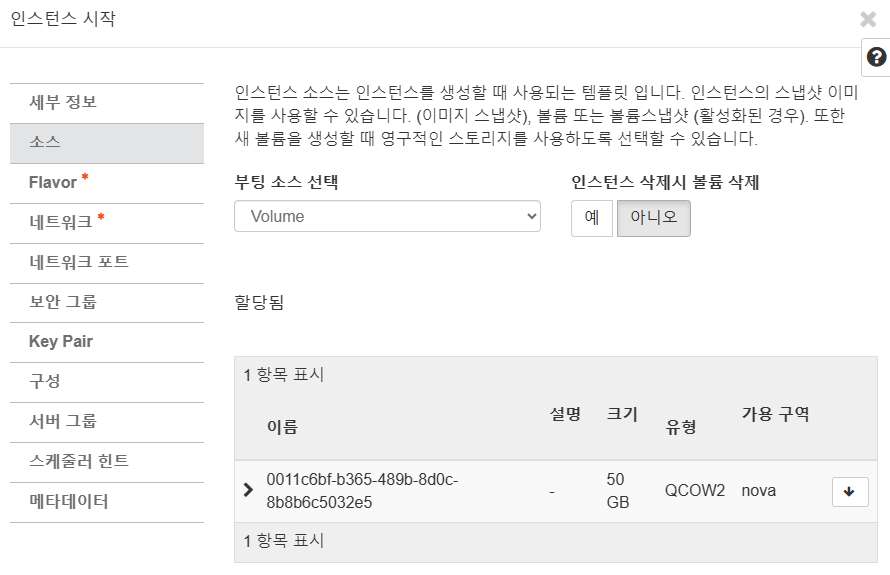 인스턴스 시작
세부 정보
소스
Flavor *
네트워크 *
네트워크 포트
보안 그룹
Key Pair
구성
서버 그룹
스케줄러 힌트
메타데이터
인스턴스 소스는 인스턴스를 생성할 때 사용되는 템플릿 입니다. 인스턴스의 스냅샷 이미
지를 사용할 수 있습니다. (이미지 스냅샷), 볼륨 또는 볼륨스냅샷 (활성화된 경우). 또한
새 볼륨을 생성할 때 영구적인 스토리지를 사용하도록 선택할 수 있습니다.
부팅 소스 선택
Volume
인스턴스 삭제시 볼륨 삭제
예 아니오
할당됨
1 항목 표시
이름 설명 크기 유형 가용 구역
0011c6bf-b365-489b-8d0c- 50
8b8b6c5032e5 - GB QCOW2 nova
1 항목 표시